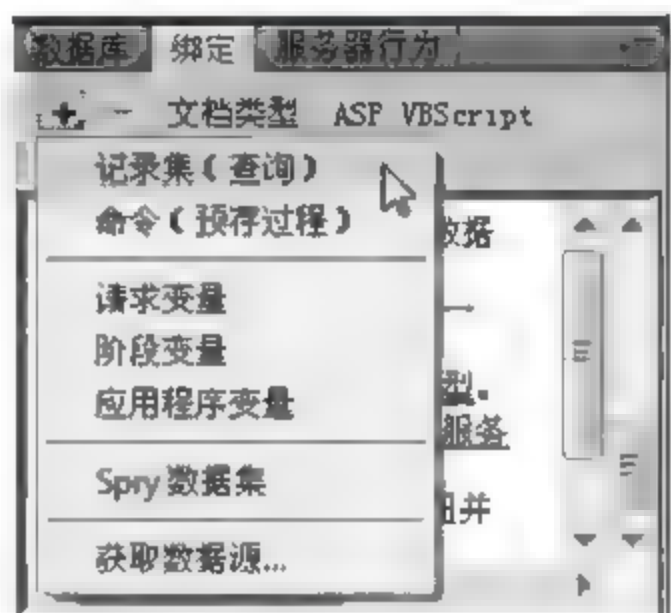 数据库 绑定 服务器行为
+ - 文档类型 ASP VBScript
记录集(查询)
命令(预存过程)
数据
请求变量
阶段变量
应用程序变量
型。
服务
Spry 数据集
且并
获取数据源...